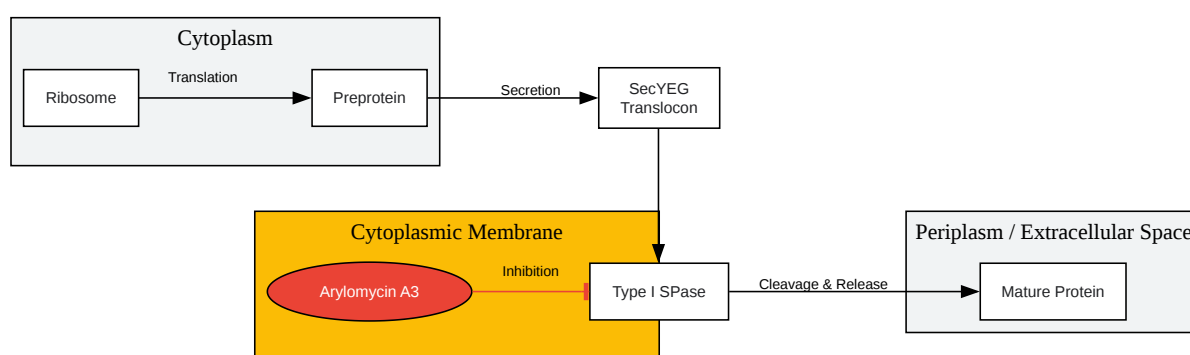 Cytoplasm
Ribosome
Translation
Preprotein
Secretion
SecYEG
Translocon
Cytoplasmic Membrane
Arylomycin A3
Inhibition
Type I SPase
Cleavage & Release
Periplasm / Extracellular Space
Mature Protein